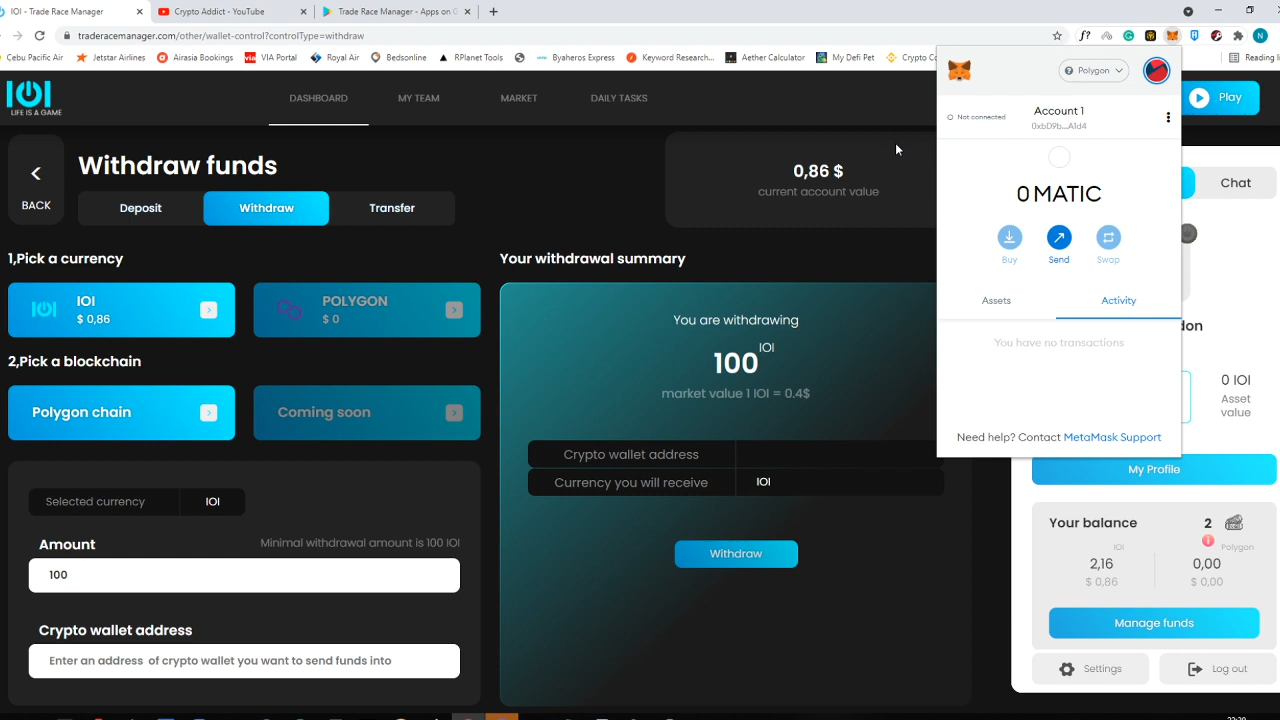 IOI - Trade Race Manager
Crypto Addict - YouTube
Trade Race Manager - Apps on G
traderacemanager.com/other/wallet-control?controlType=withdraw
Cebu Pacific Air
Jetstar Airlines
Airasia Bookings
VIA Portal
Royal Air
Bedsonline
RPlanet Tools
Byaheros Express
Keyword Research...
Aether Calculator
My Defi Pet
Crypto Co
Reading li
f?
N
IOI
LIFE IS A GAME
DASHBOARD
MY TEAM
MARKET
DAILY TASKS
Play
Polygon
Not connected
Account 1
0xbD9b...A1d4
0 MATIC
Buy
Send
Swap
Assets
Activity
You have no transactions
Need help? Contact MetaMask Support
BACK
Withdraw funds
Deposit
Withdraw
Transfer
0,86 $
current account value
Chat
1,Pick a currency
IOI
$ 0,86
POLYGON
$ 0
2,Pick a blockchain
Polygon chain
Coming soon
Selected currency
IOI
Amount
Minimal withdrawal amount is 100 IOI
100
Crypto wallet address
Enter an address of crypto wallet you want to send funds into
Your withdrawal summary
You are withdrawing
100 IOI
market value 1 IOI = 0.4$
Crypto wallet address
Currency you will receive
IOI
Withdraw
don
0 IOI
Asset
value
My Profile
Your balance
2
IOI
Polygon
2,16
0,00
$ 0,86
$ 0,00
Manage funds
Settings
Log out